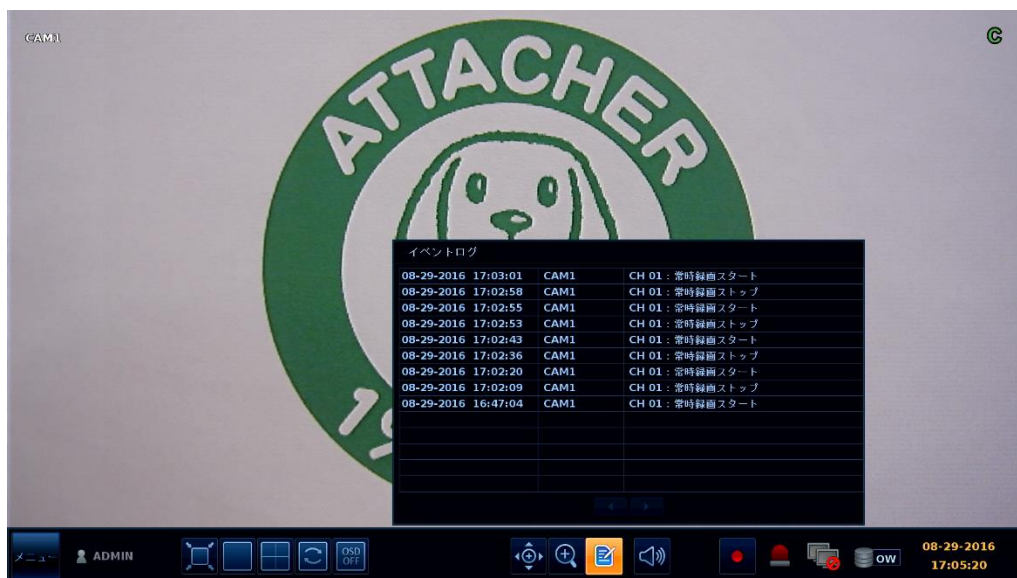 CAM1
C
ATTACHER
19
イベントログ
08-29-2016 17:03:01 CAM1 CH 01 : 常時録画スタート
08-29-2016 17:02:58 CAM1 CH 01 : 常時録画ストップ
08-29-2016 17:02:55 CAM1 CH 01 : 常時録画スタート
08-29-2016 17:02:53 CAM1 CH 01 : 常時録画ストップ
08-29-2016 17:02:43 CAM1 CH 01 : 常時録画スタート
08-29-2016 17:02:36 CAM1 CH 01 : 常時録画ストップ
08-29-2016 17:02:20 CAM1 CH 01 : 常時録画スタート
08-29-2016 17:02:09 CAM1 CH 01 : 常時録画ストップ
08-29-2016 16:47:04 CAM1 CH 01 : 常時録画スタート
メニュー ADMIN OSD OFF OW 08-29-2016
17:05:20